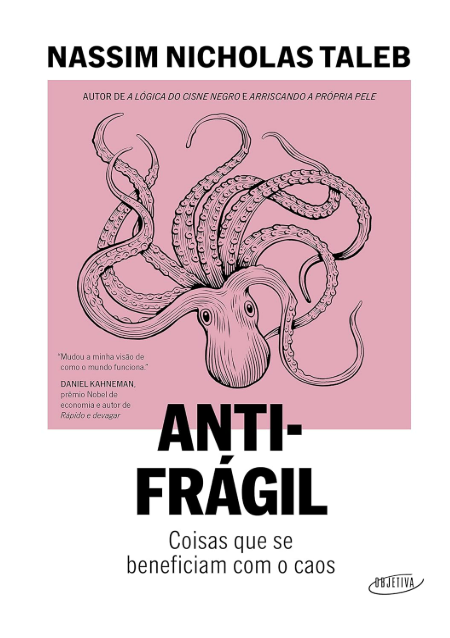 NASSIM NICHOLAS TALEB
AUTOR DE A LÓGICA DO CISNE NEGRO E ARRISCANDO A PRÓPRIA PELE
“Mudou a minha visão de
como o mundo funciona.”
DANIEL KAHNEMAN,
prêmio Nobel de
economia e autor de
Rápido e devagar
ANTI-
FRÁGIL
Coisas que se
beneficiam com o caos
OBJETIVA